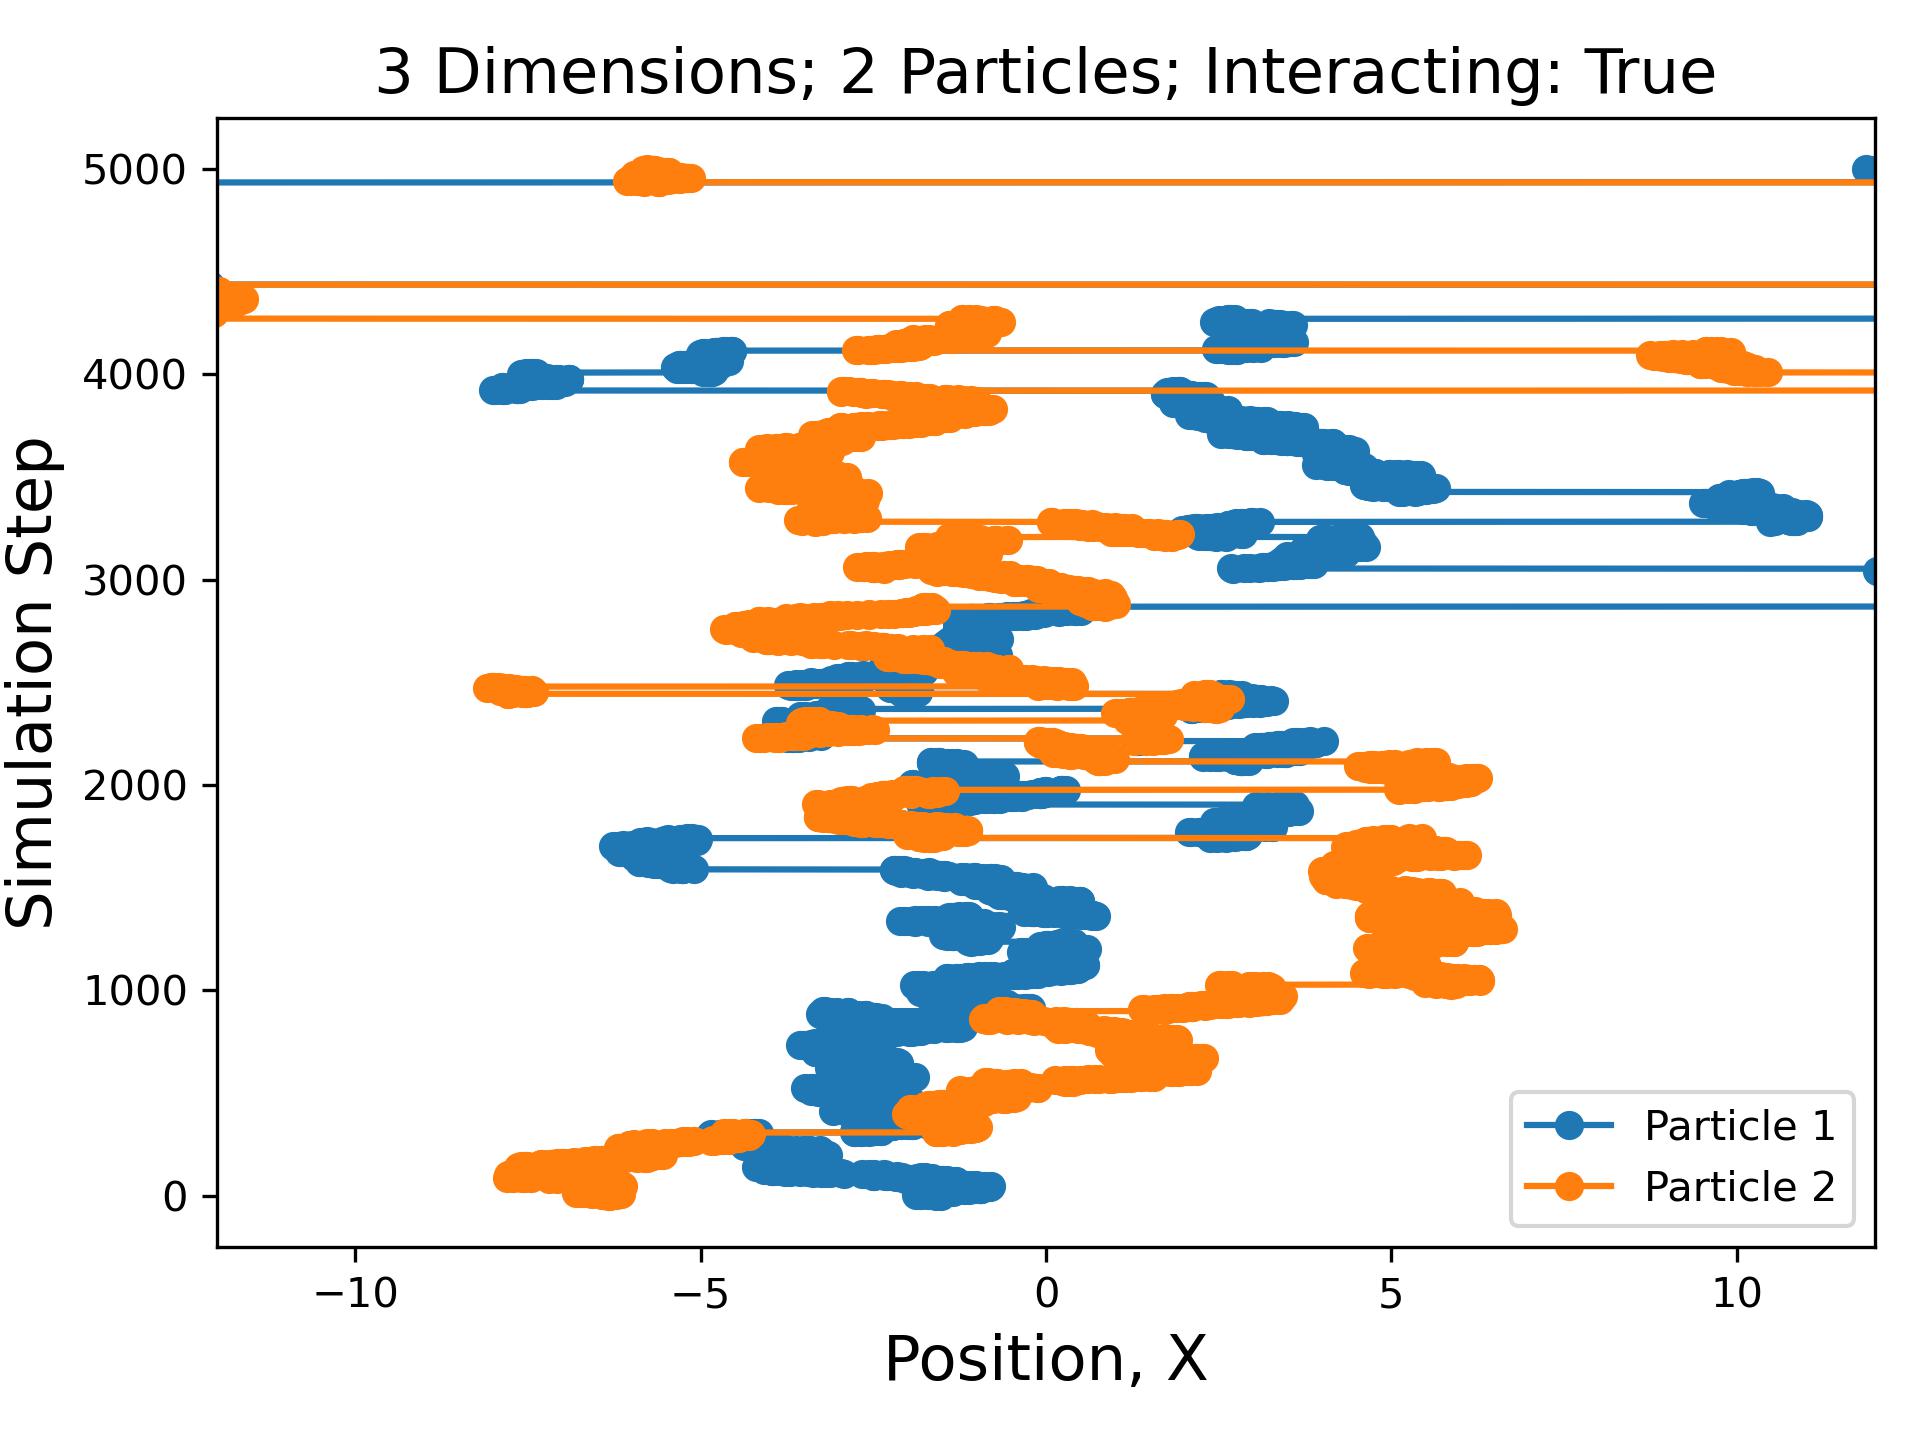 3 Dimensions; 2 Particles; Interacting: True
Simulation Step
5000
4000
3000
2000
1000
0
−10
−5
0
5
10
Position, X
Particle 1
Particle 2